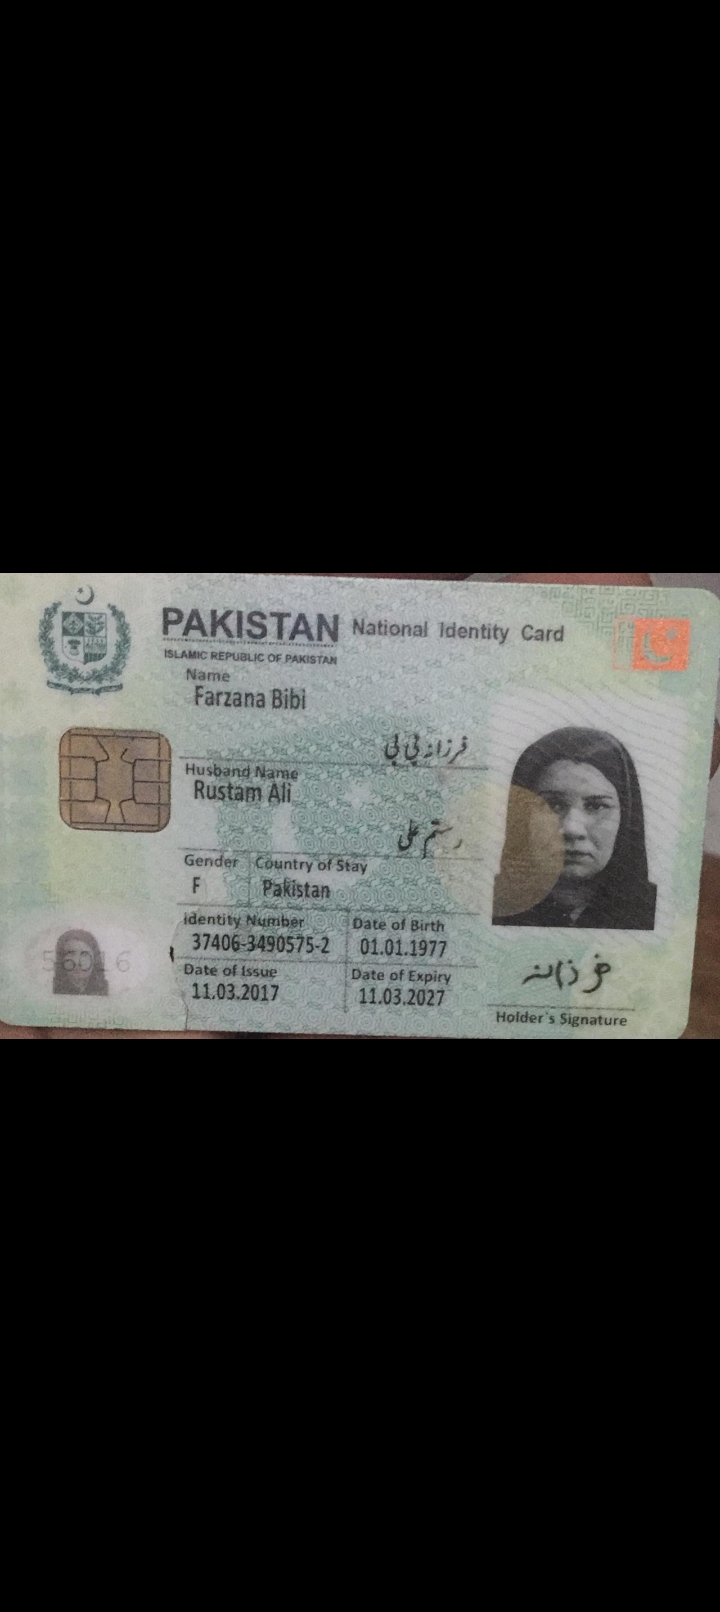 PAKISTAN National Identity Card
ISLAMIC REPUBLIC OF PAKISTAN
Name
Farzana Bibi
فرزانہ بی بی
Husband Name
Rustam Ali
رستم علی
Gender Country of Stay
F Pakistan
Identity Number Date of Birth
37406-3490575-2 01.01.1977
Date of Issue Date of Expiry
11.03.2017 11.03.2027
Holder's Signature